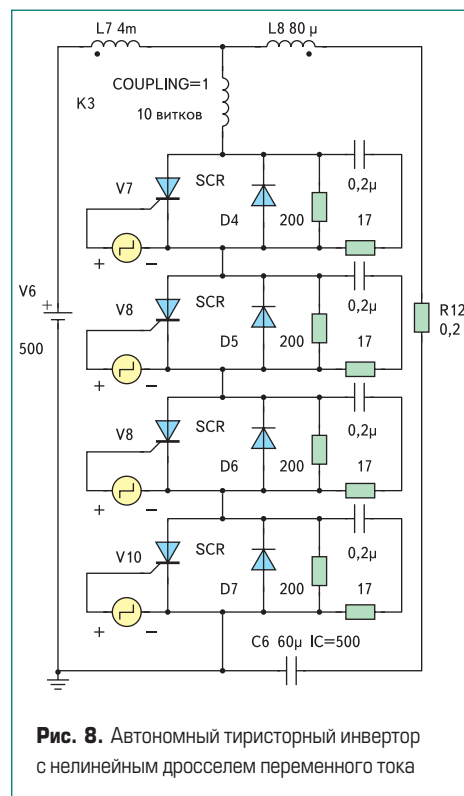 L7 4m
L8 80 µ
COUPLING=1
K3
10 витков
V7
SCR
0,2µ
D4
200
17
+
−
V6
+
500
R12
0,2
V8
SCR
0,2µ
D5
200
17
+
−
V8
SCR
0,2µ
D6
200
17
+
−
V10
SCR
0,2µ
D7
200
17
+
−
C6 60µ IC=500
Рис. 8. Автономный тиристорный инвертор
с нелинейным дросселем переменного тока